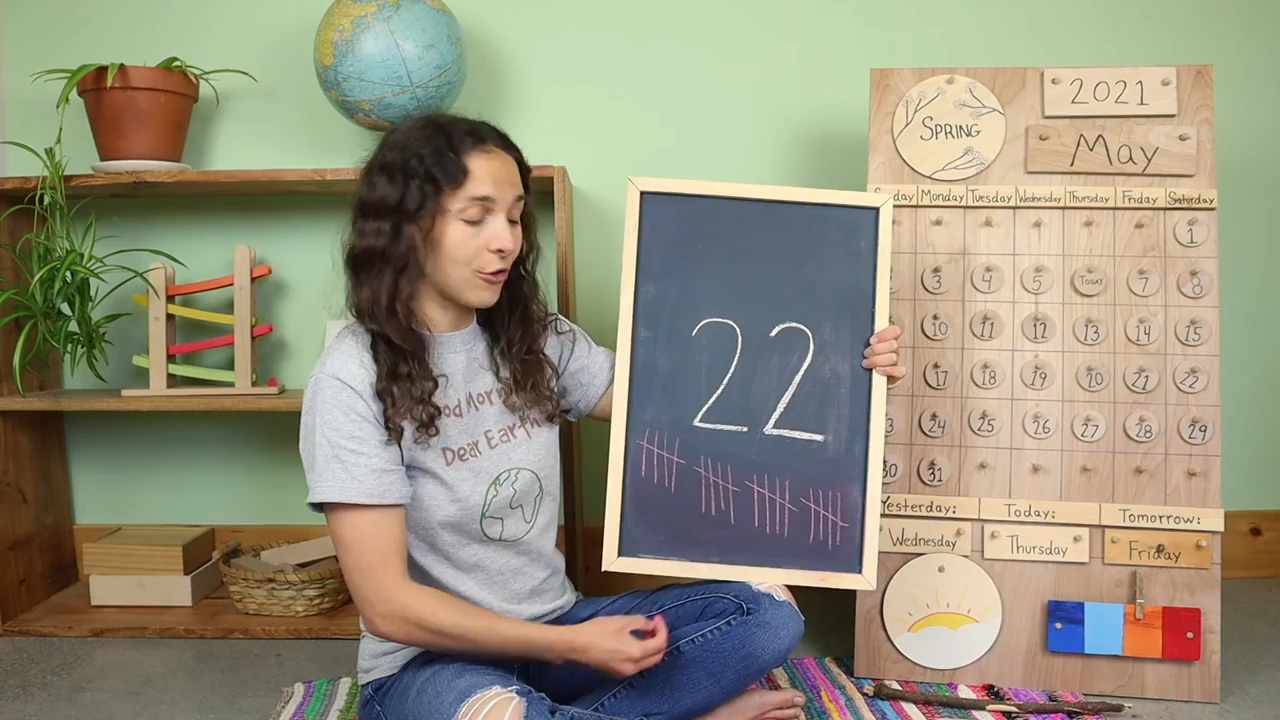 SPRING
2021
May
Monday Tuesday Wednesday Thursday Friday Saturday
1
3 4 5 TODAY 7 8
10 11 12 13 14 15
17 18 19 20 21 22
24 25 26 27 28 29
30 31
Yesterday: Today: Tomorrow:
Wednesday Thursday Friday
22
Dear Earth